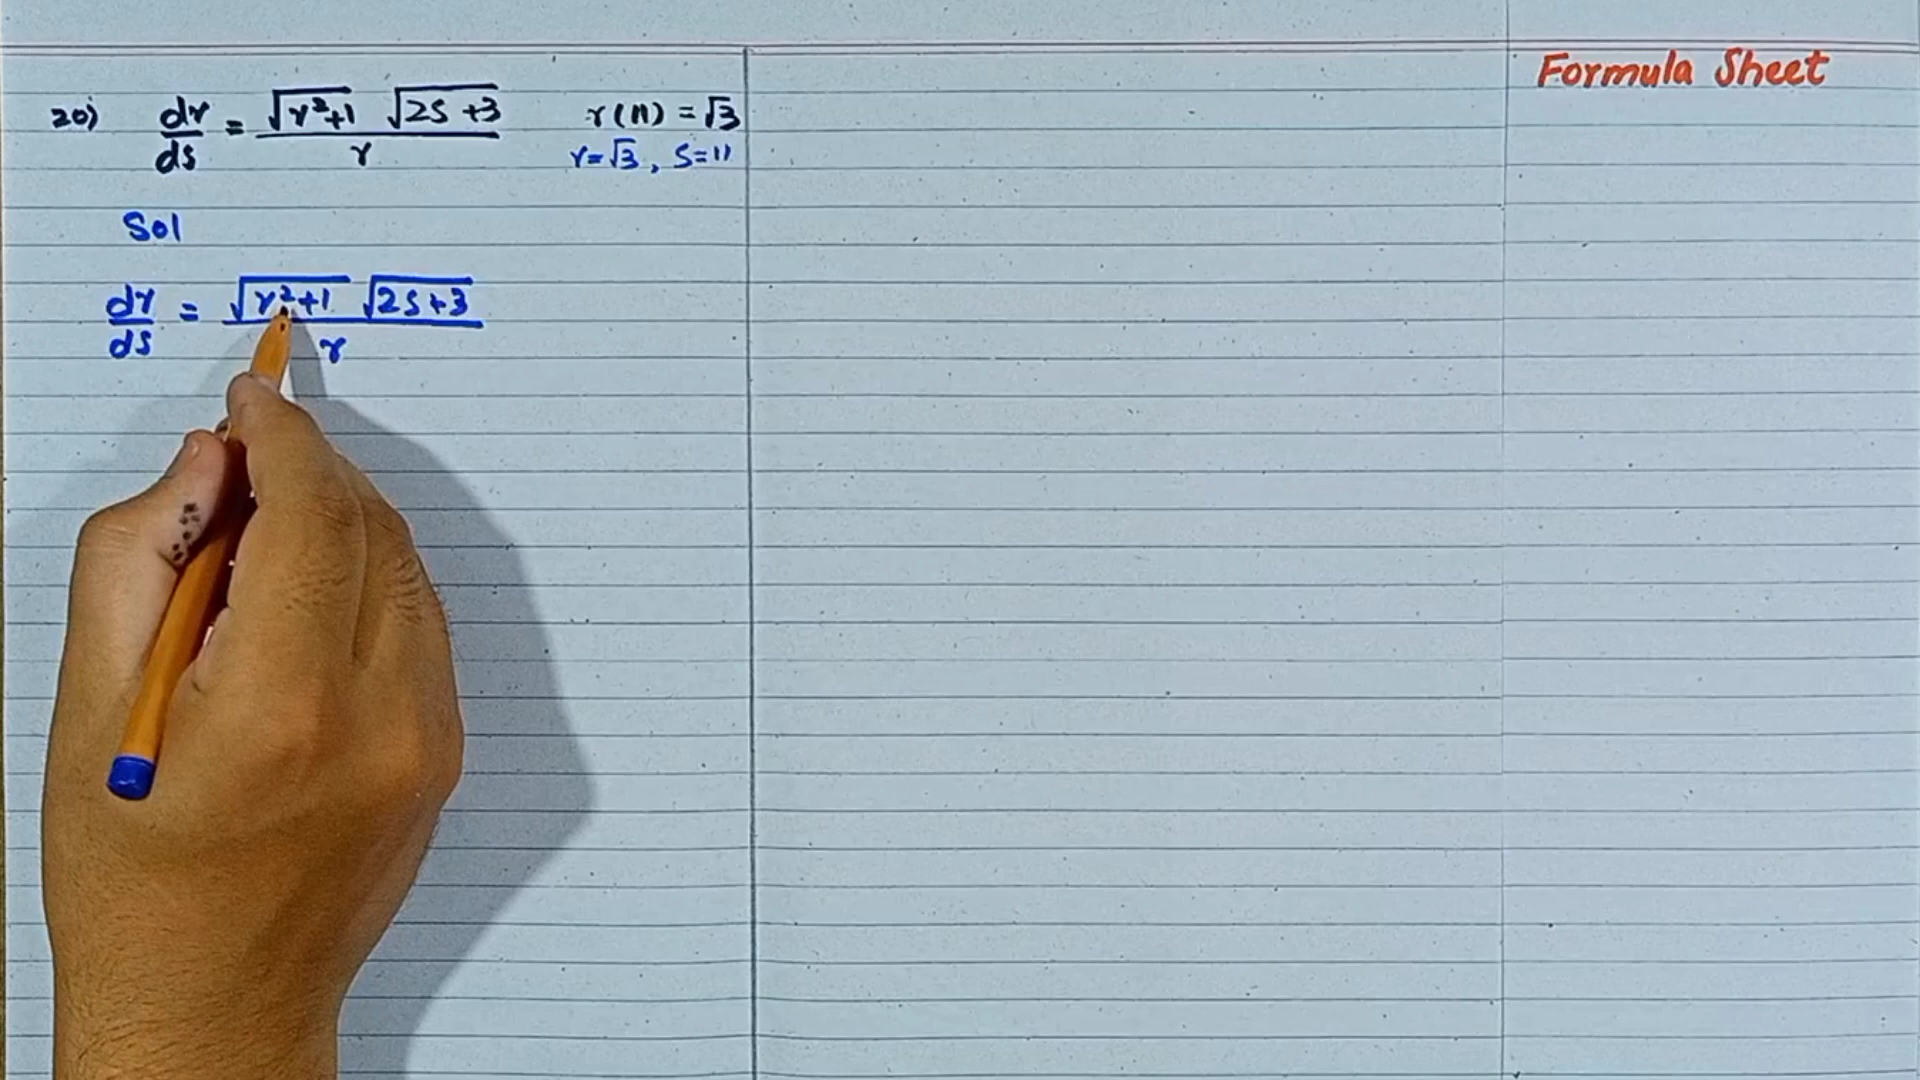 Formula Sheet
20) dr/ds = √(r²+1) √(2s+3) / r    r(11) = √3
r=√3, s=11
Sol
dr/ds = √(r²+1) √(2s+3) / r